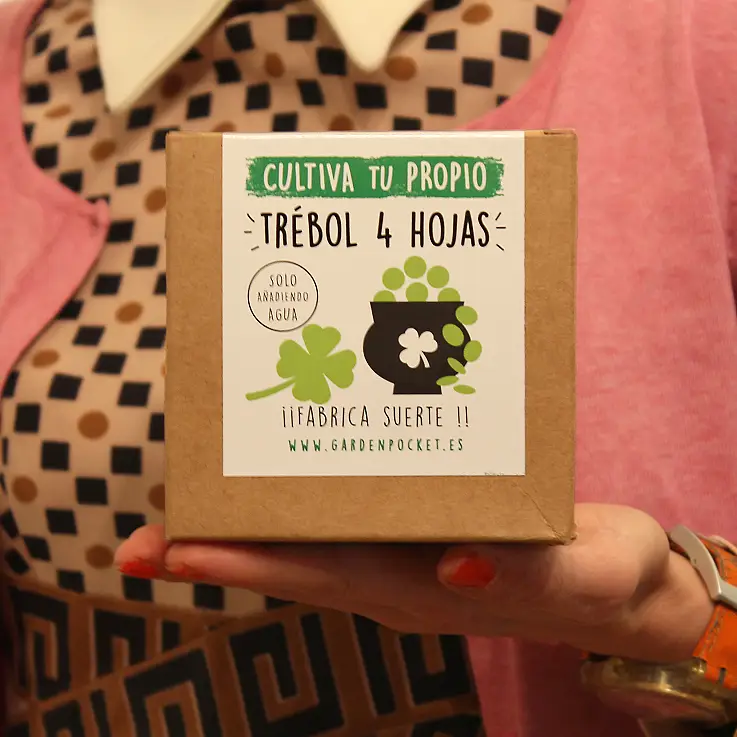 CULTIVA TU PROPIO
TRÉBOL 4 HOJAS
SOLO
AÑADIENDO
AGUA
¡¡FABRICA SUERTE !!
WWW.GARDENPOCKET.ES